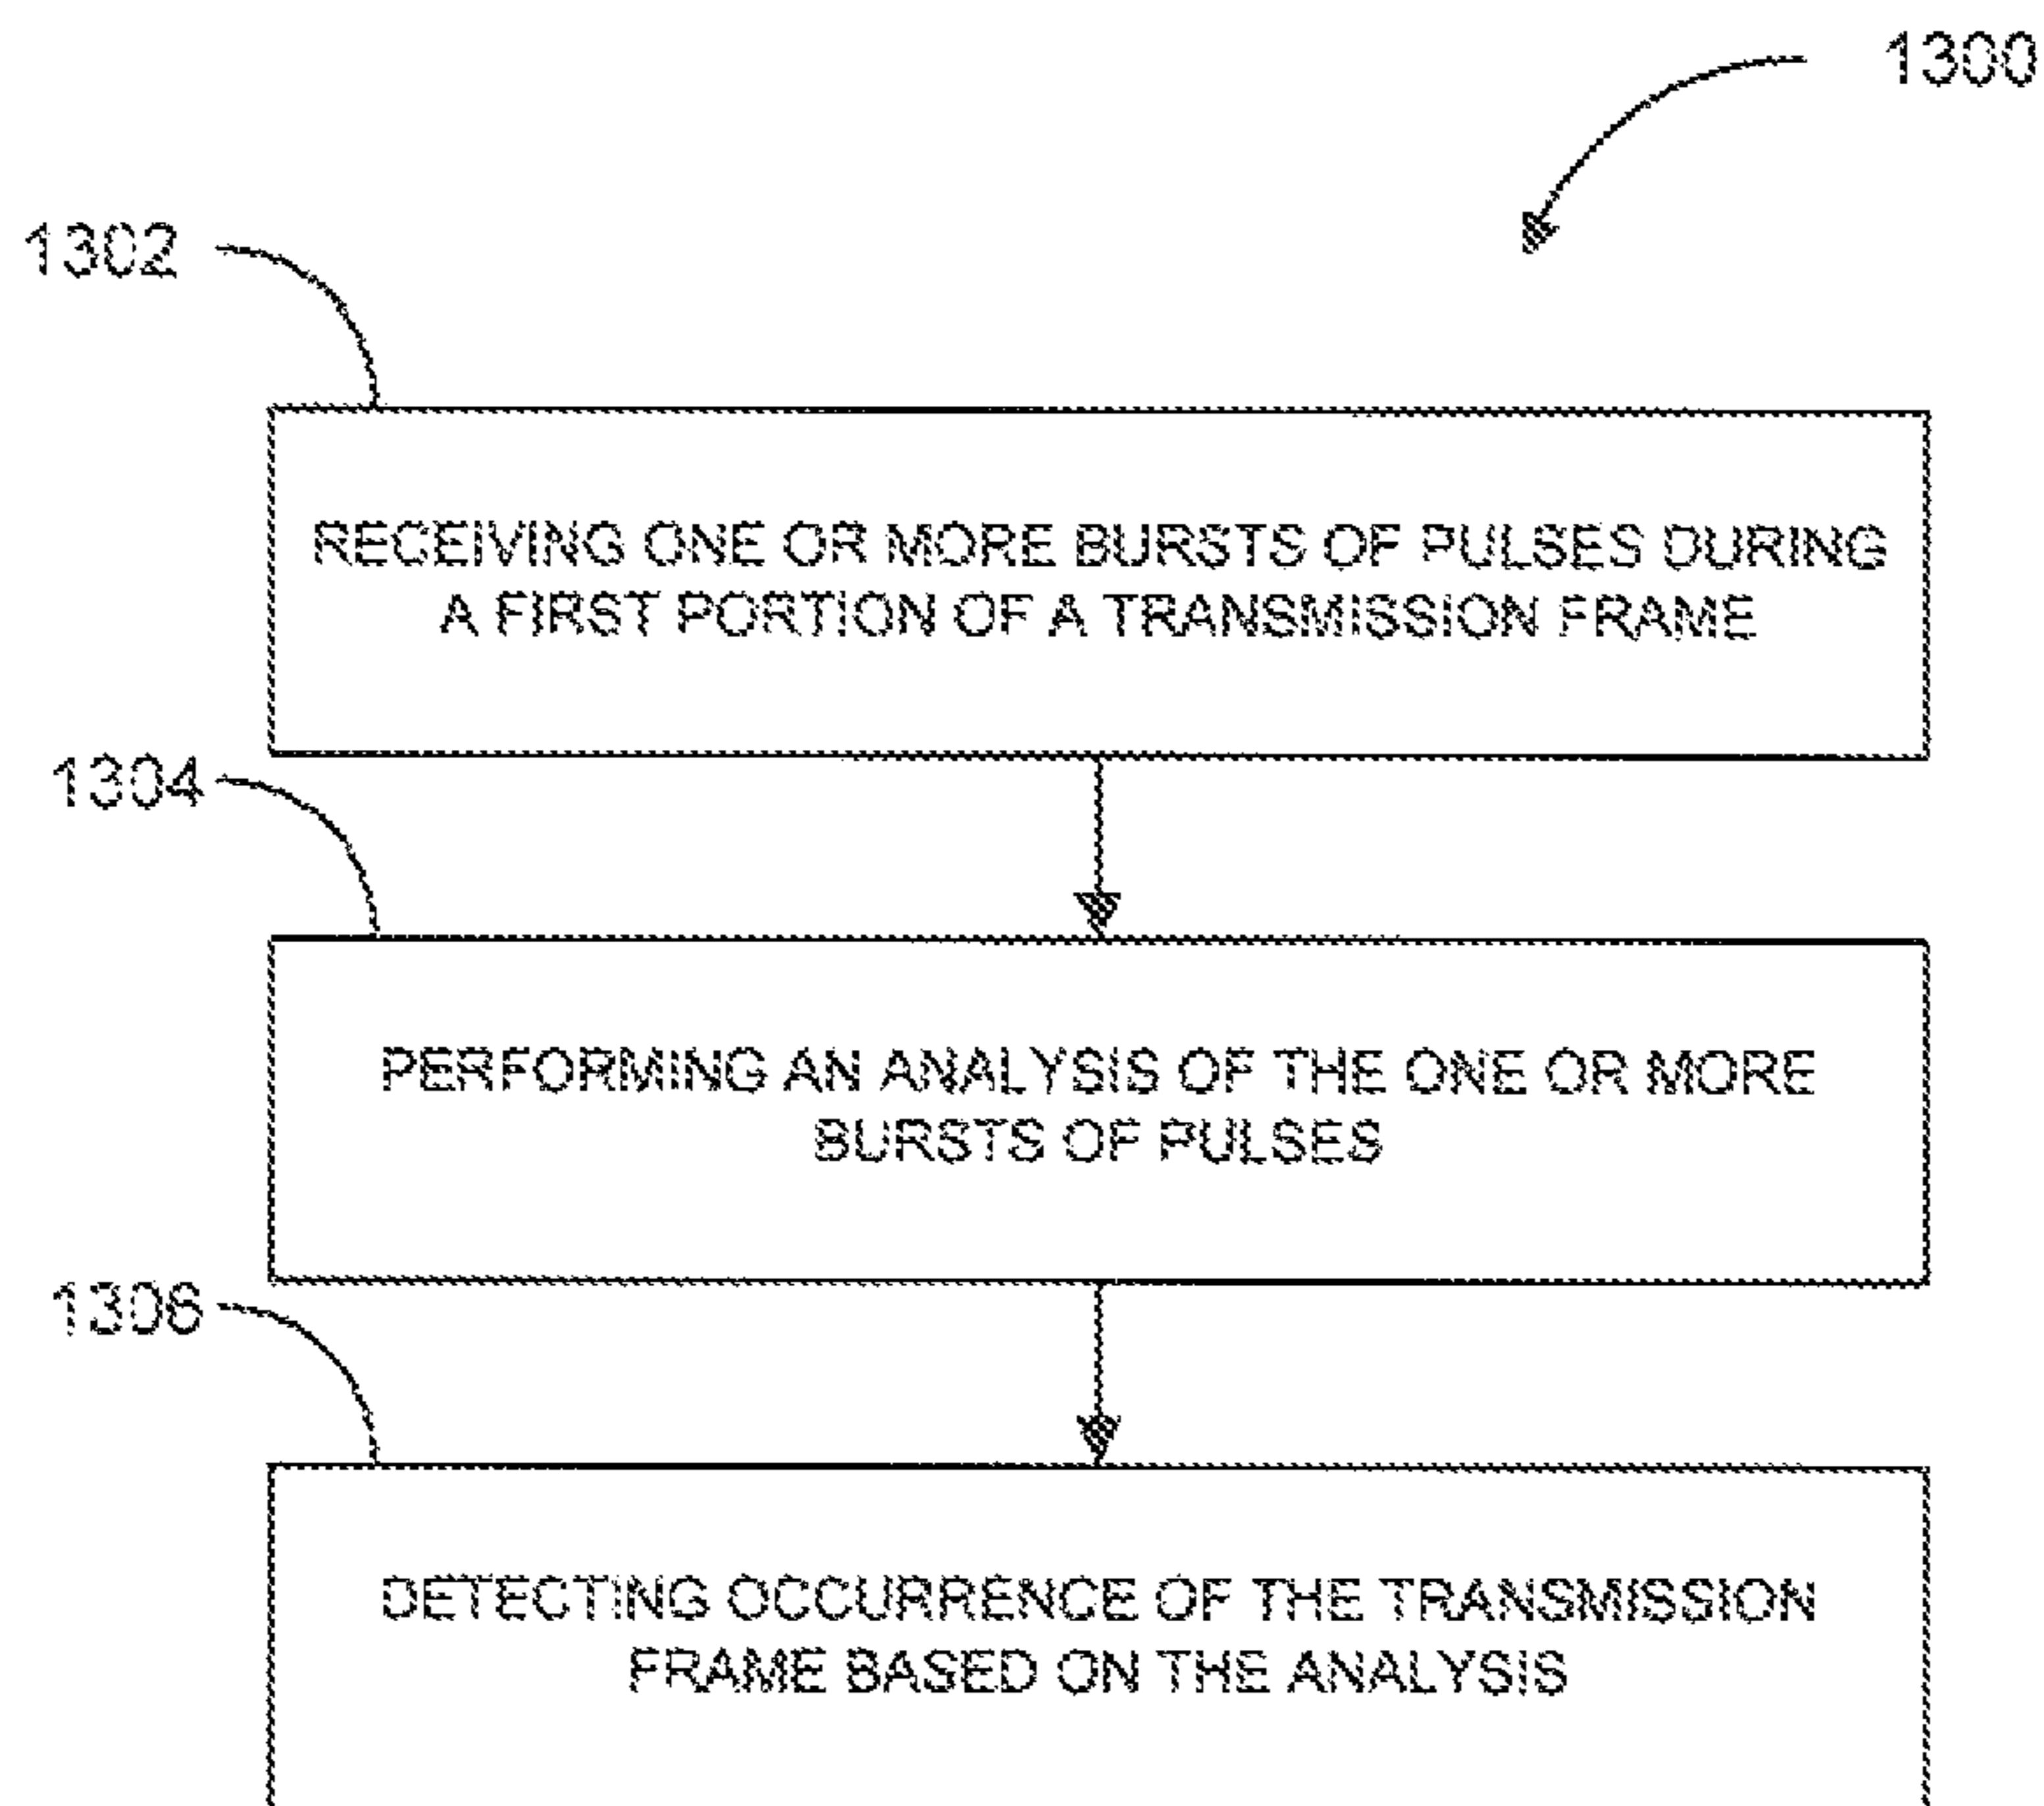 1300
1302
RECEIVING ONE OR MORE BURSTS OF PULSES DURING
A FIRST PORTION OF A TRANSMISSION FRAME
1304
PERFORMING AN ANALYSIS OF THE ONE OR MORE
BURSTS OF PULSES
1306
DETECTING OCCURRENCE OF THE TRANSMISSION
FRAME BASED ON THE ANALYSIS